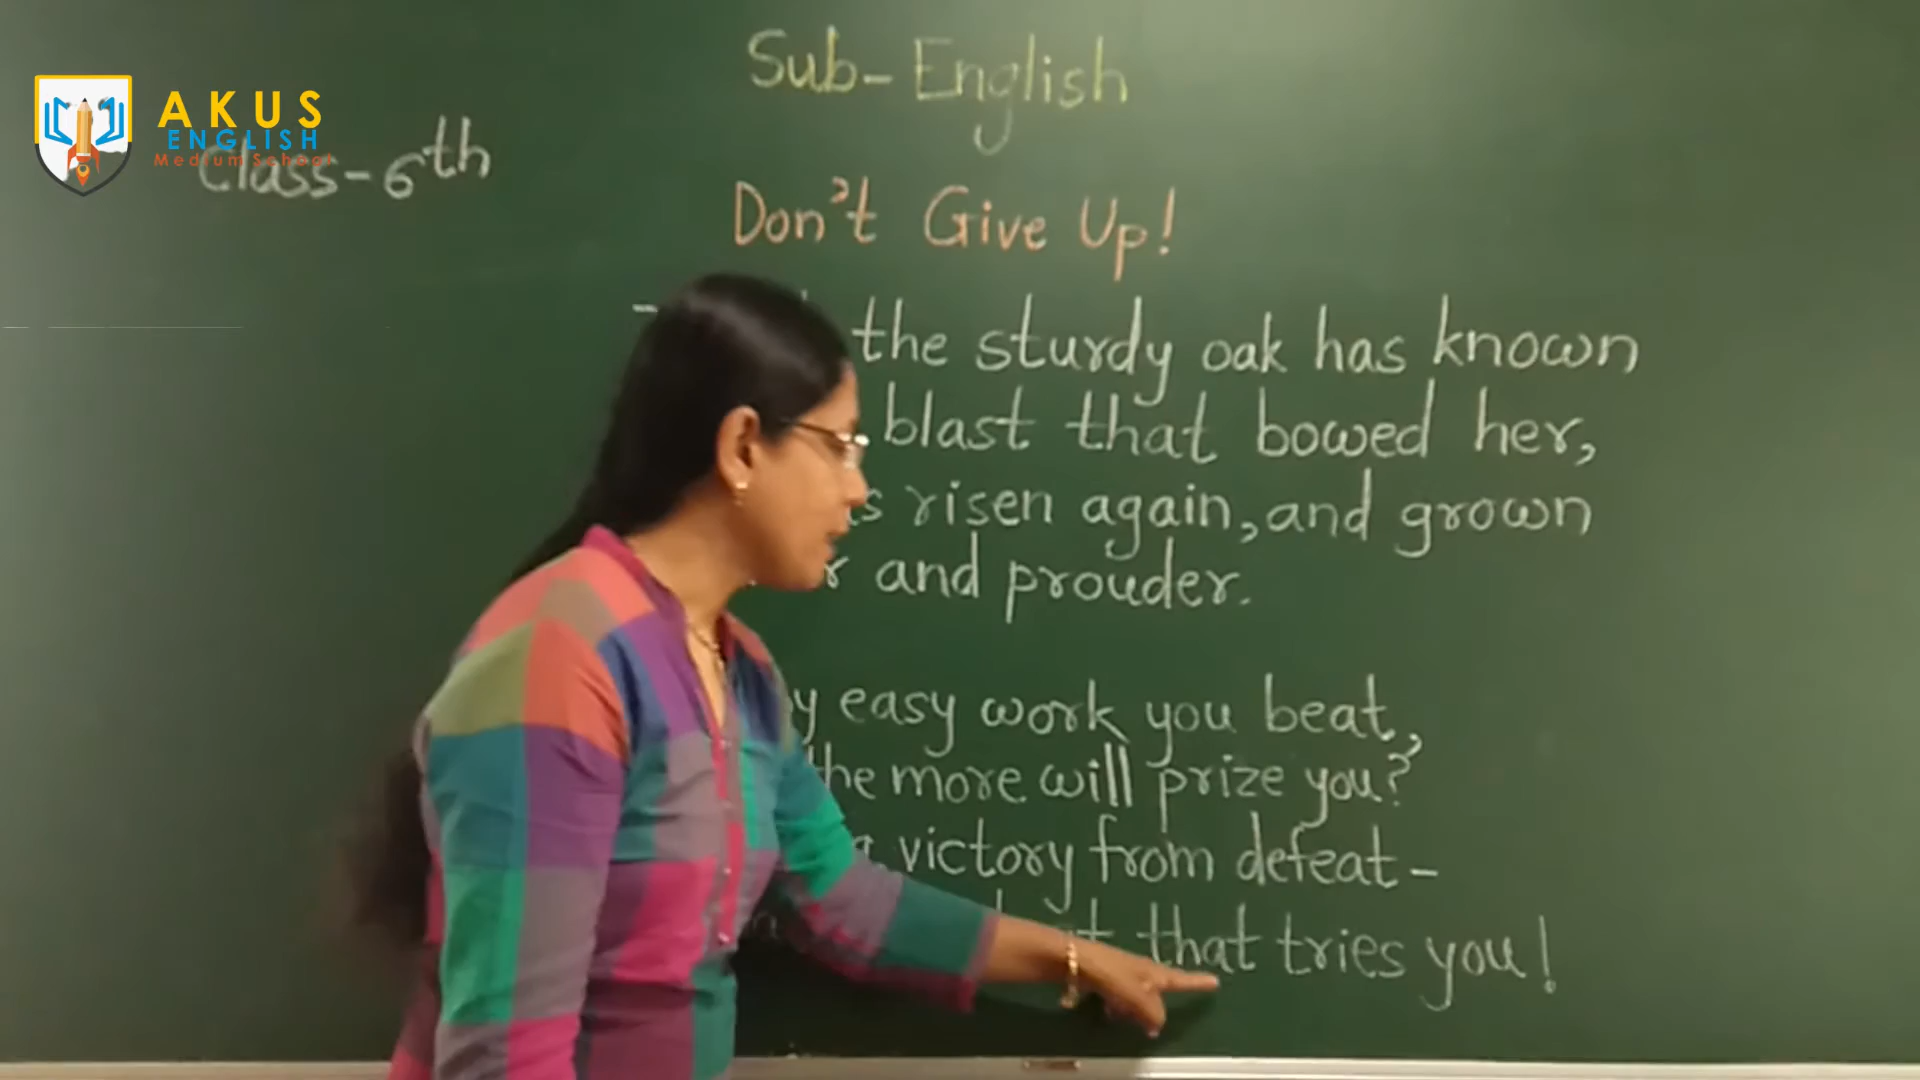 AKUS
ENGLISH
Medium School
Sub-English
Class-6th
Don't Give Up!
the sturdy oak has known
blast that bowed her,
risen again, and grown
and prouder.
easy work you beat,
the more will prize you?
victory from defeat-
that tries you!